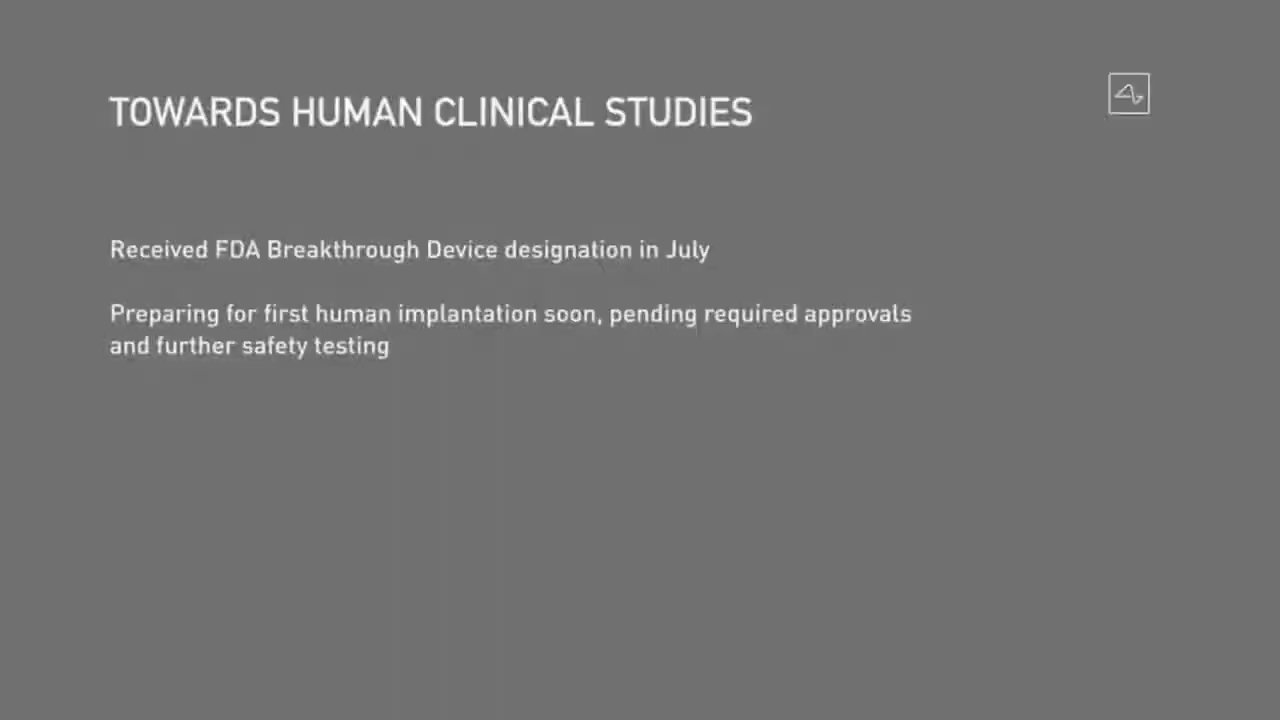 TOWARDS HUMAN CLINICAL STUDIES
Received FDA Breakthrough Device designation in July
Preparing for first human implantation soon, pending required approvals
and further safety testing